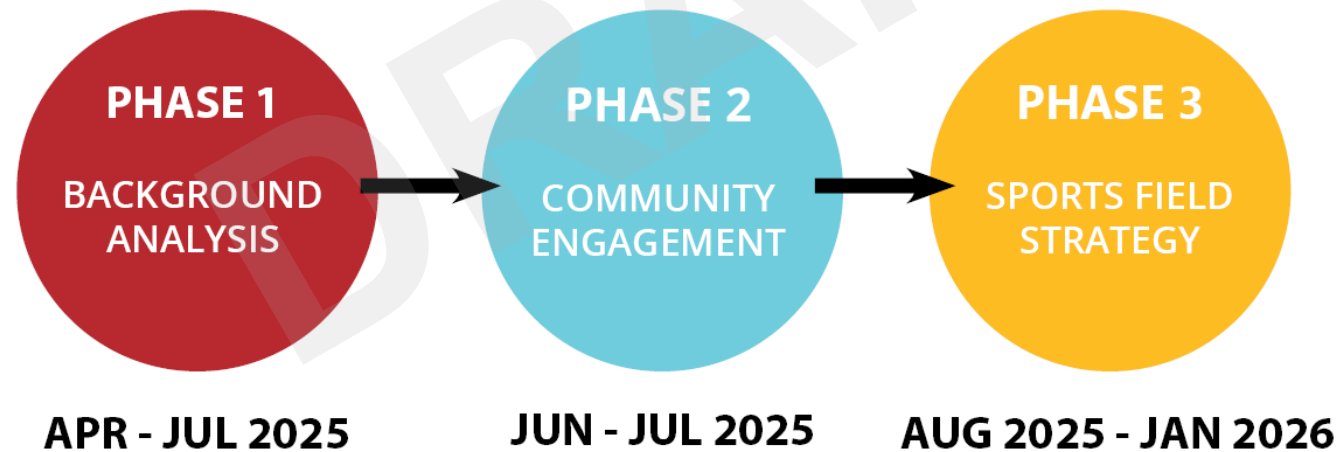 PHASE 1
BACKGROUND
ANALYSIS
APR - JUL 2025
PHASE 2
COMMUNITY
ENGAGEMENT
JUN - JUL 2025
PHASE 3
SPORTS FIELD
STRATEGY
AUG 2025 - JAN 2026